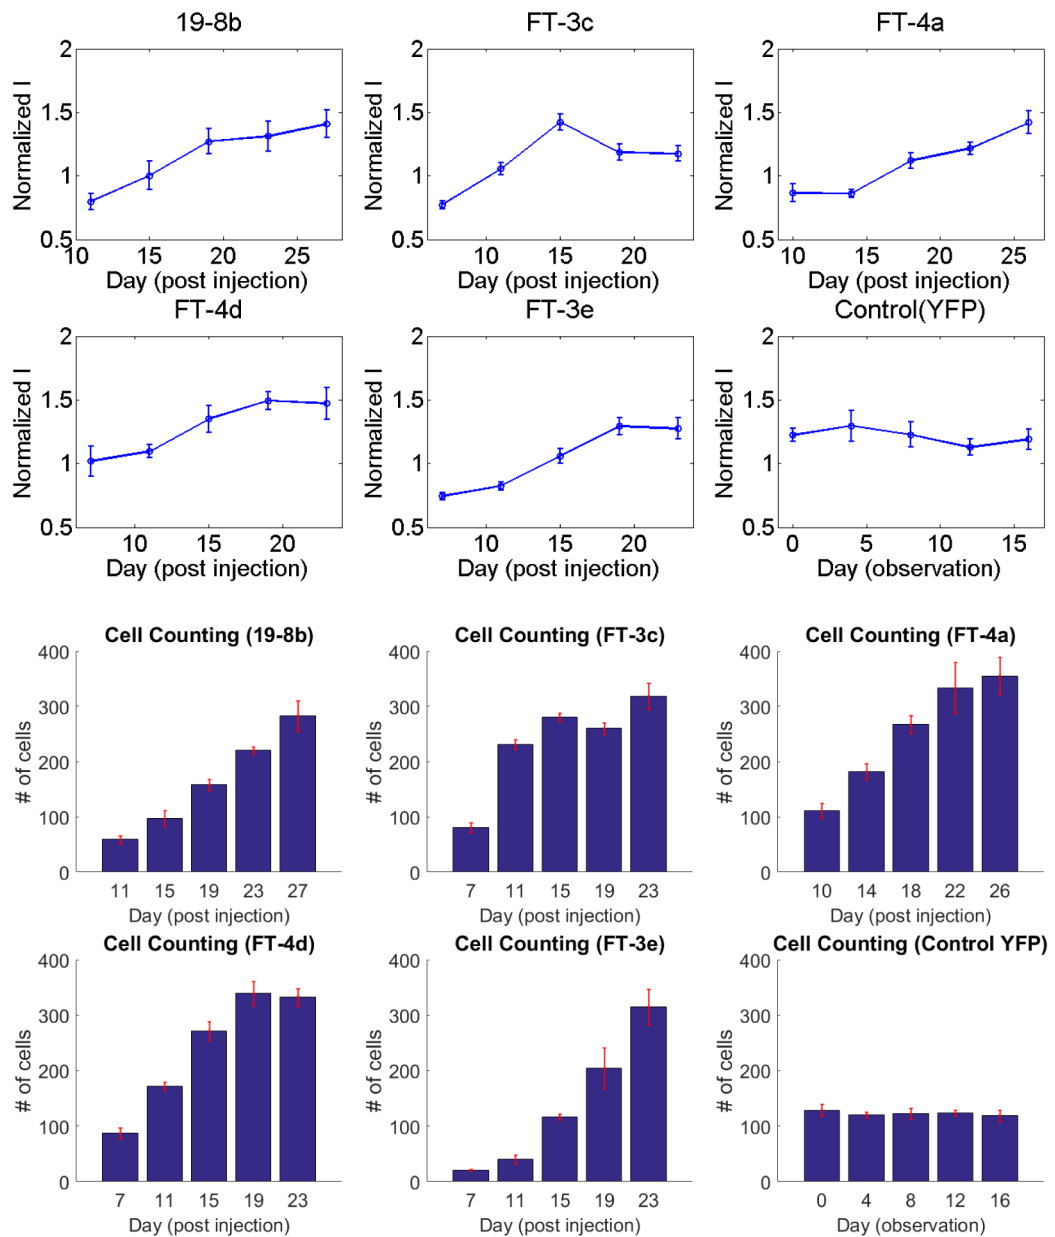 19-8b
FT-3c
FT-4a
2
1.5
1
0.5
Normalized I
10
15
20
25
Day (post injection)
2
1.5
1
0.5
Normalized I
10
15
20
Day (post injection)
2
1.5
1
0.5
Normalized I
10
15
20
25
Day (post injection)
FT-4d
FT-3e
Control(YFP)
2
1.5
1
0.5
Normalized I
10
15
20
Day (post injection)
2
1.5
1
0.5
Normalized I
10
15
20
Day (post injection)
2
1.5
1
0.5
Normalized I
0
5
10
15
Day (observation)
Cell Counting (19-8b)
400
300
200
100
0
# of cells
11 15 19 23 27
Day (post injection)
Cell Counting (FT-3c)
400
300
200
100
0
# of cells
7 11 15 19 23
Day (post injection)
Cell Counting (FT-4a)
400
300
200
100
0
# of cells
10 14 18 22 26
Day (post injection)
Cell Counting (FT-4d)
400
300
200
100
0
# of cells
7 11 15 19 23
Day (post injection)
Cell Counting (FT-3e)
400
300
200
100
0
# of cells
7 11 15 19 23
Day (post injection)
Cell Counting (Control YFP)
400
300
200
100
0
# of cells
0 4 8 12 16
Day (observation)